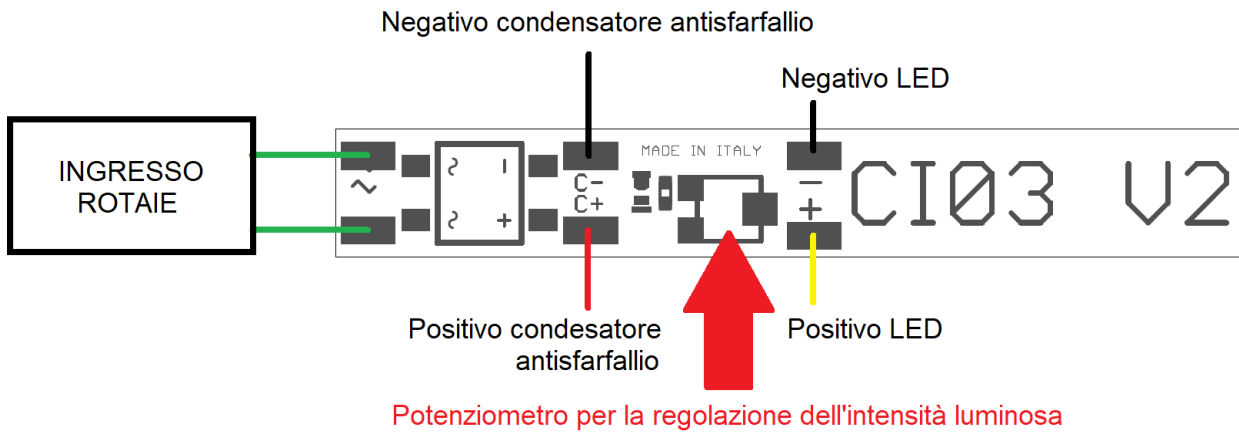 Negativo condensatore antisfarfallio
Negativo LED
INGRESSO
ROTAIE
~
~
~
-
+
C-
C+
MADE IN ITALY
-
+
CI03 V2
Positivo condesatore
antisfarfallio
Positivo LED
Potenziometro per la regolazione dell'intensità luminosa